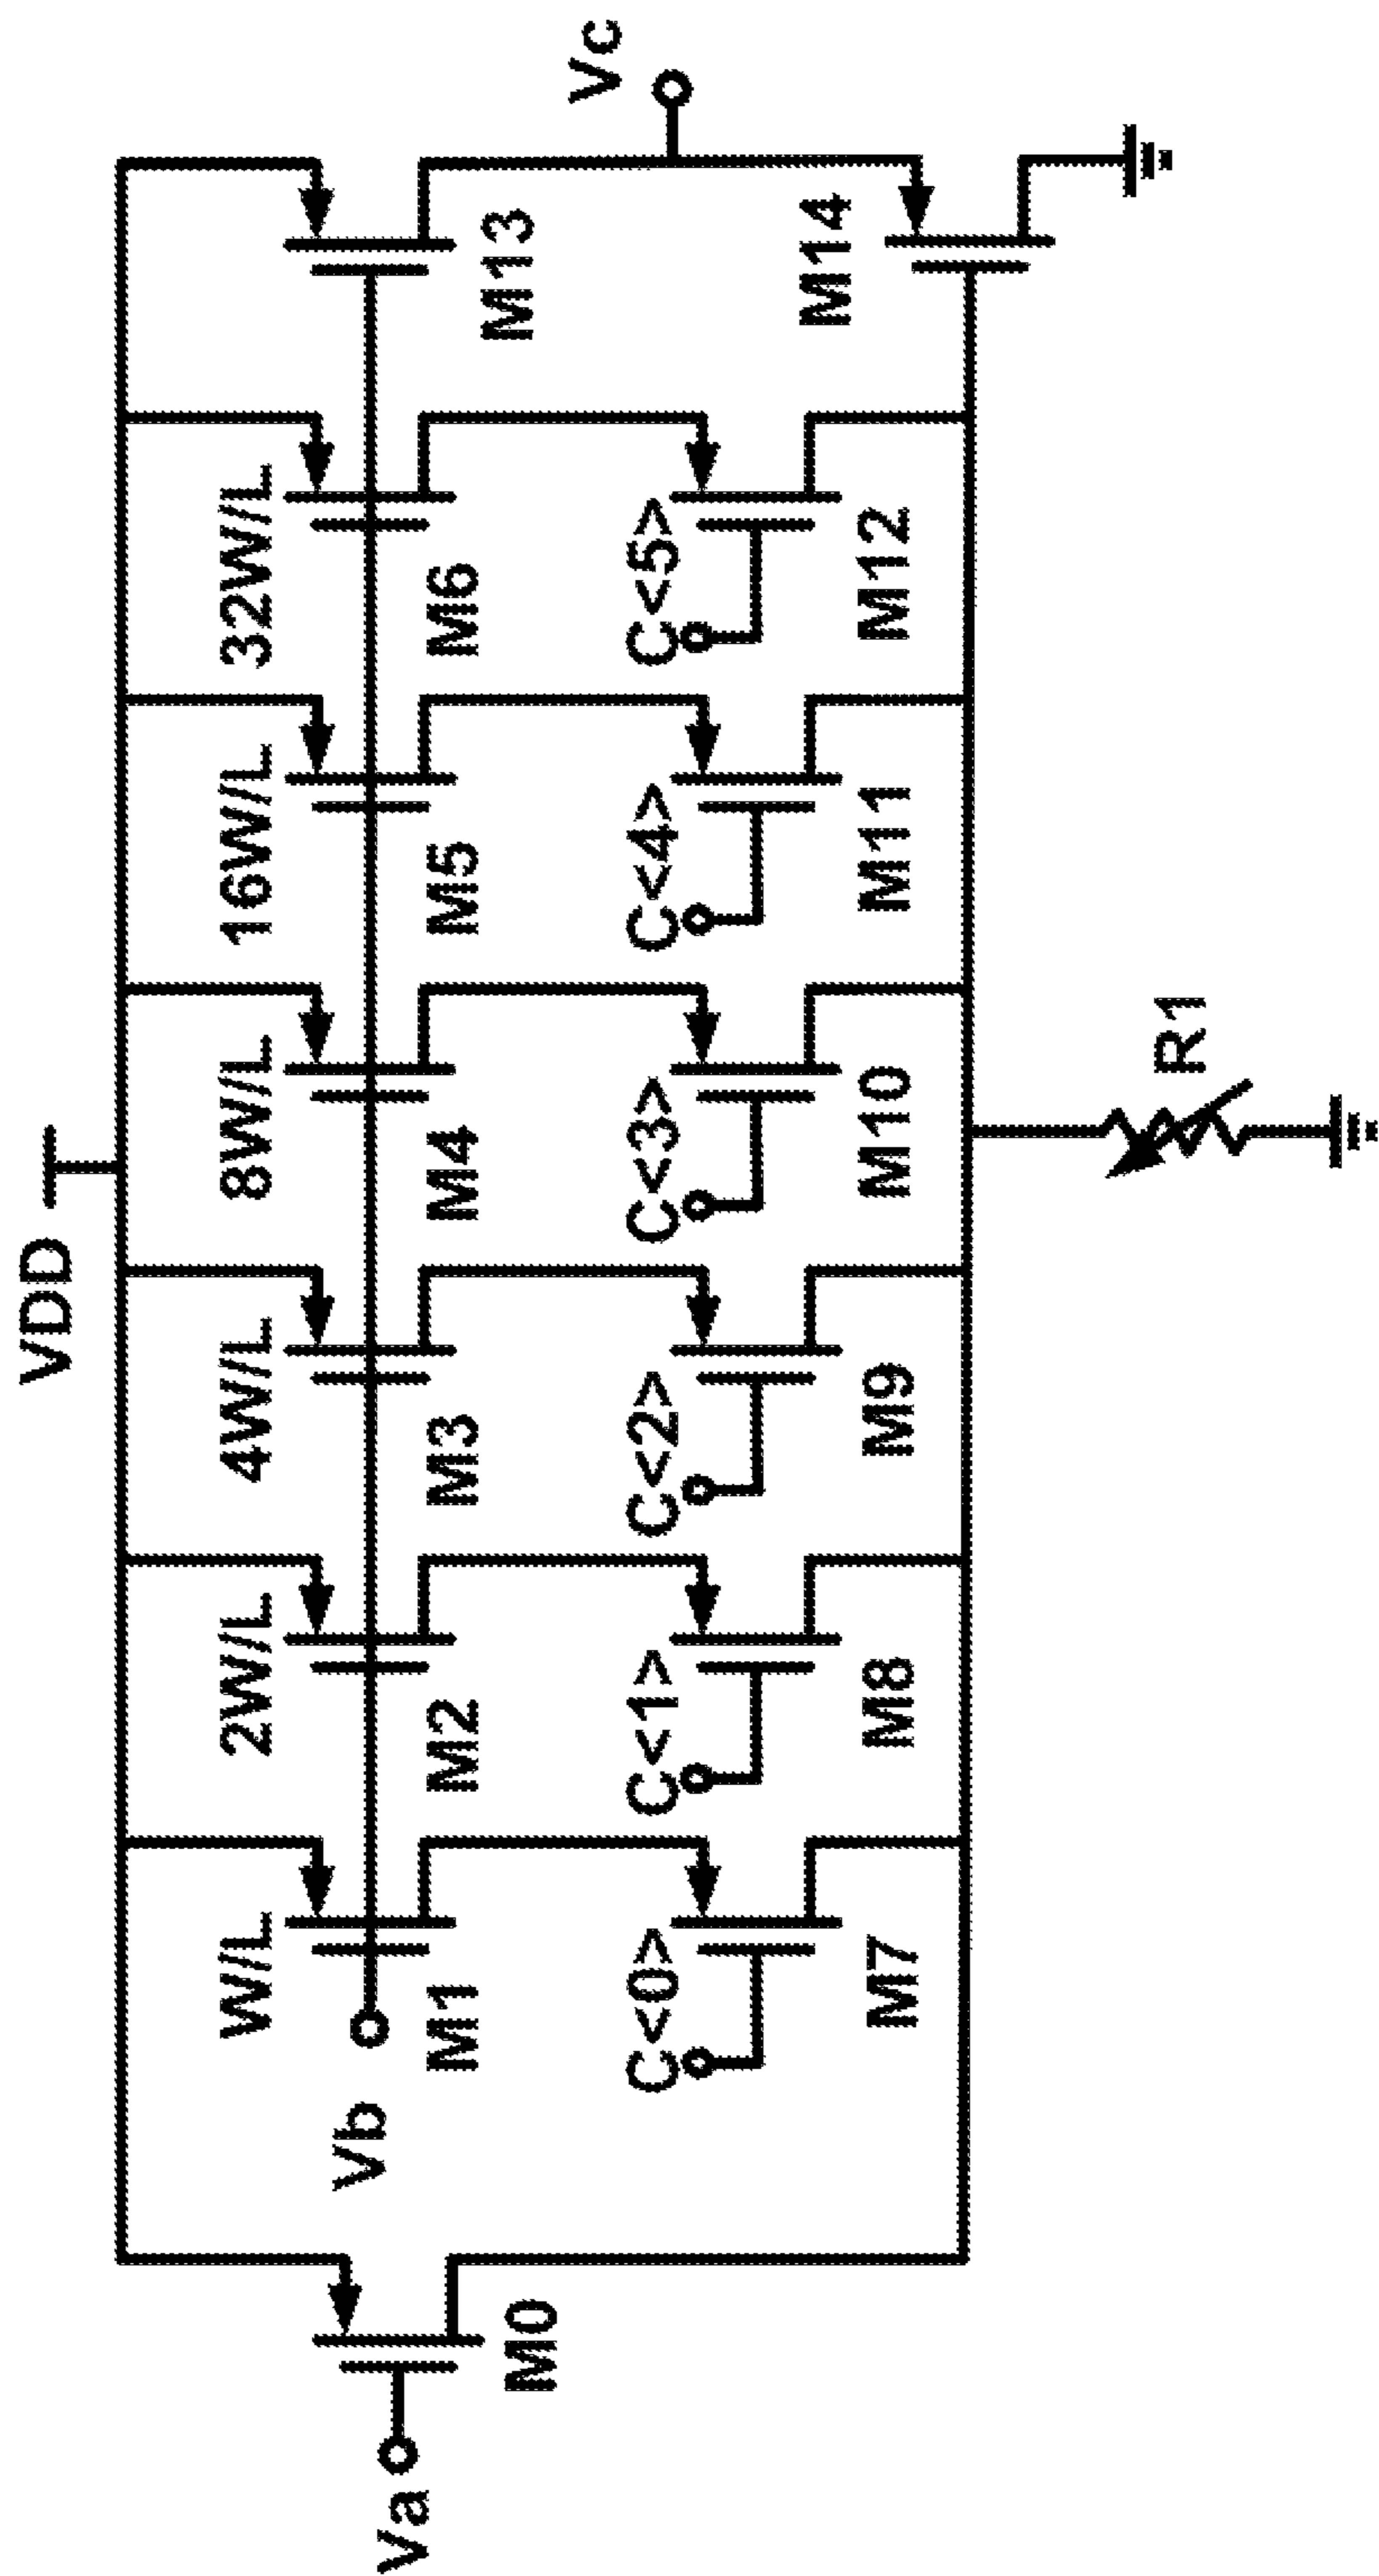 VDD
W/L
2W/L
4W/L
8W/L
16W/L
32W/L
Va
Vb
M0
M1
M2
M3
M4
M5
M6
M13
Vc
C<0>
C<1>
C<2>
C<3>
C<4>
C<5>
M7
M8
M9
M10
M11
M12
M14
R1